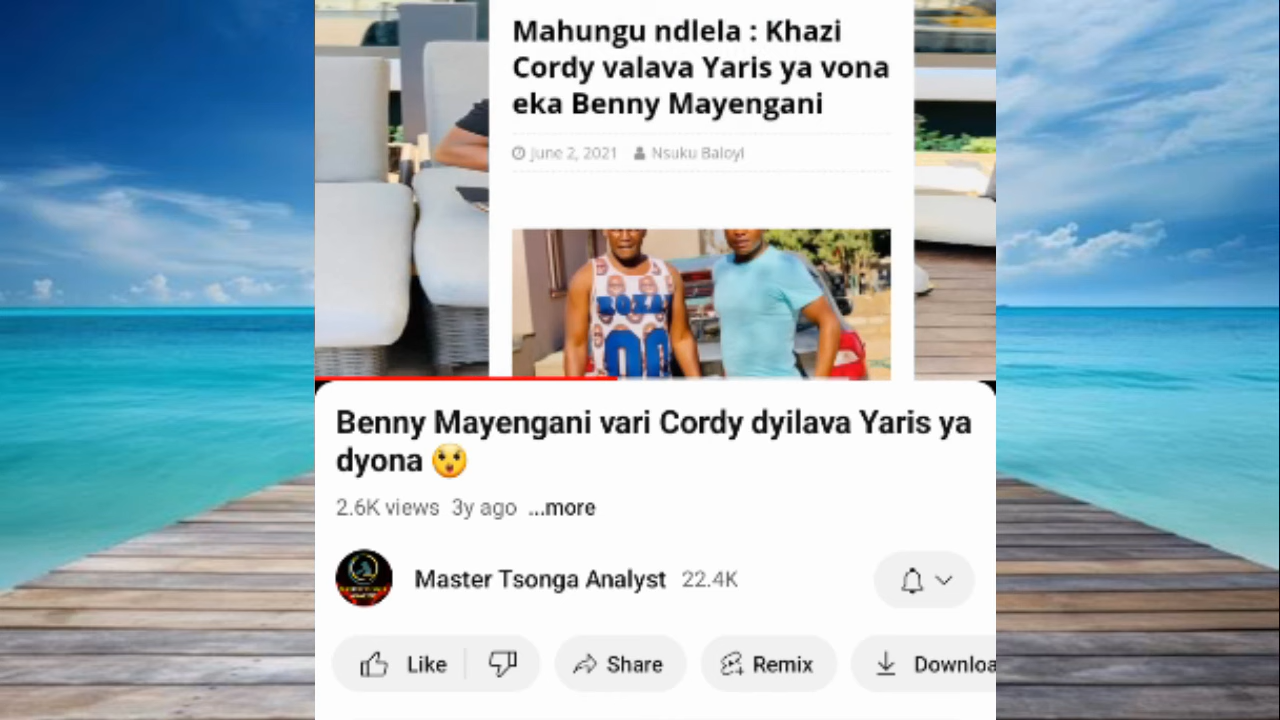 Mahungu ndlela : Khazi
Cordy valava Yaris ya vona
eka Benny Mayengani
June 2, 2021 Nsuku Baloyi
00
Benny Mayengani vari Cordy dyilava Yaris ya
dyona 😲
2.6K views 3y ago ...more
Master Tsonga Analyst 22.4K
Like Share Remix Downloa